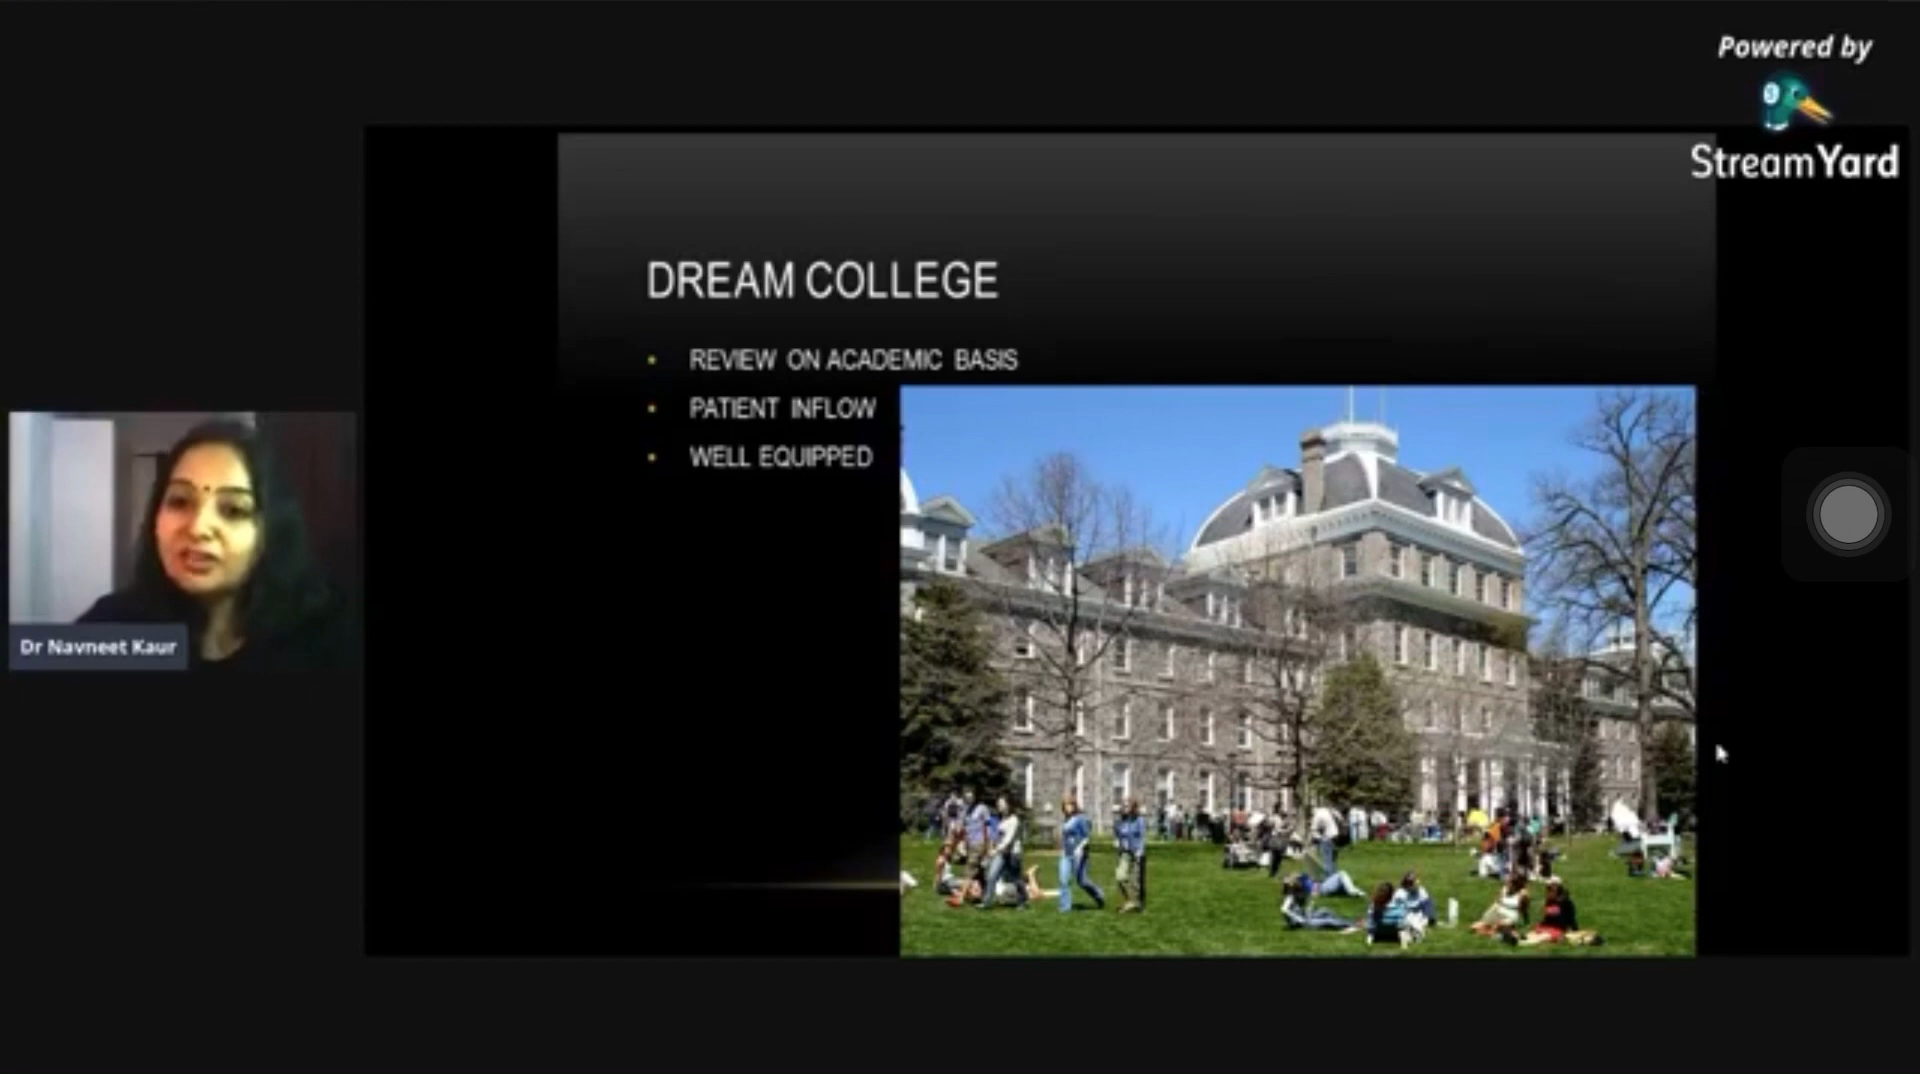 Powered by
StreamYard
DREAM COLLEGE
• REVIEW ON ACADEMIC BASIS
• PATIENT INFLOW
• WELL EQUIPPED
Dr Navneet Kaur